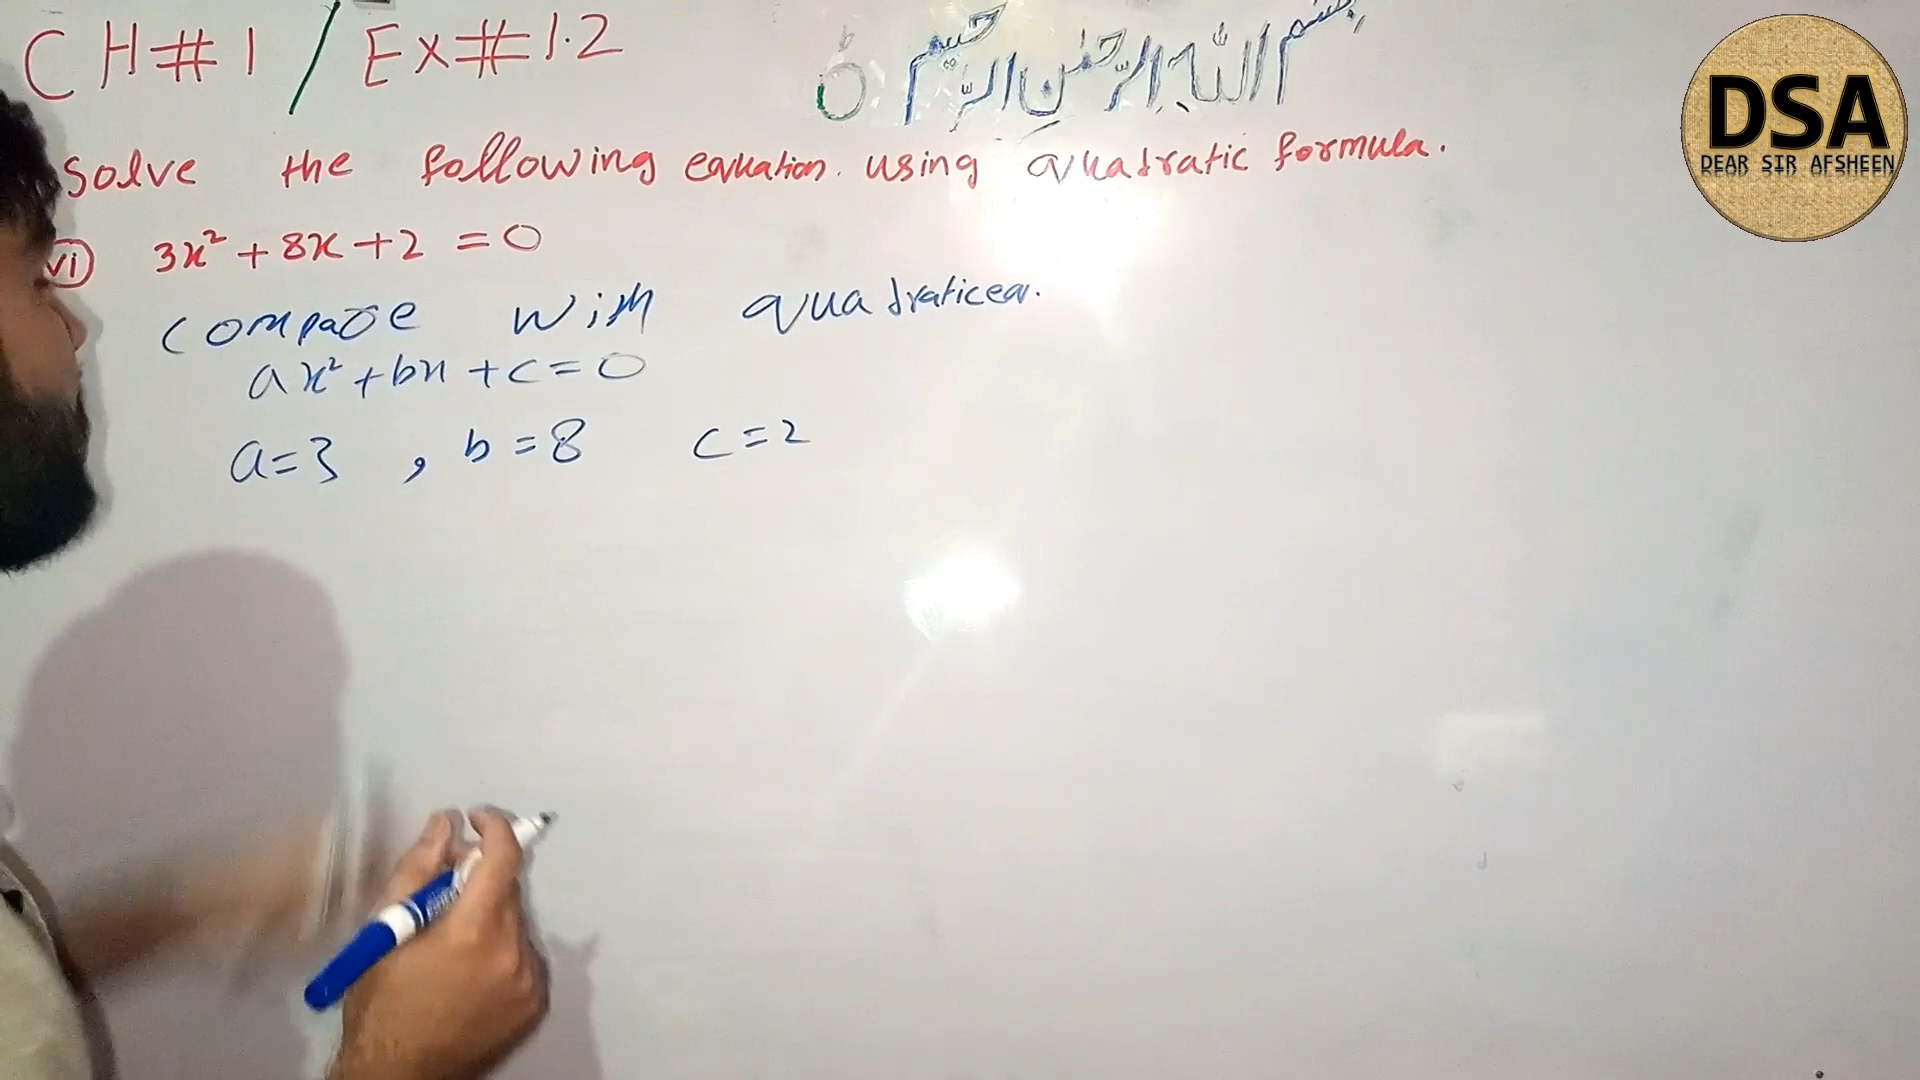 CH#1 / Ex#1.2
بسم اللہ الرحمٰن الرحیم
DSA
DEAR SIR AFSHEEN
Solve the following equation. using quadratic formula.
vi) 3x² + 8x + 2 = 0
compare with quadratic eq.
ax² + bx + c = 0
a = 3 , b = 8 c = 2